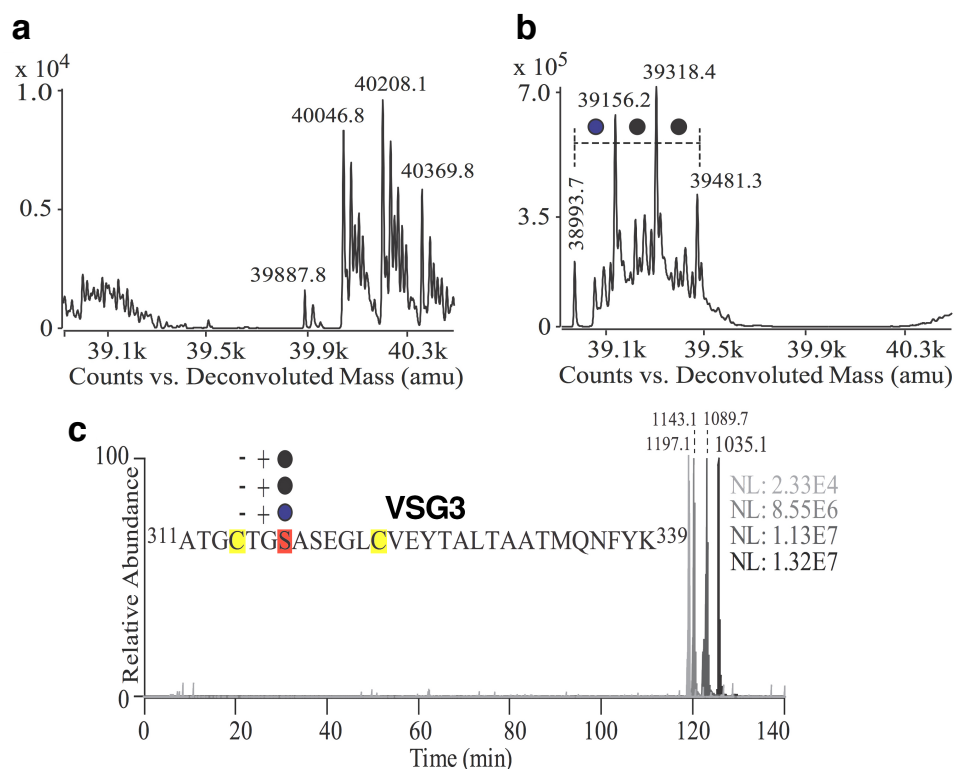 a
x 10⁴
1.0
0.5
0
39887.8
40046.8
40208.1
40369.8
39.1k 39.5k 39.9k 40.3k
Counts vs. Deconvoluted Mass (amu)
b
x 10⁵
7.0
3.5
0
38993.7
39156.2
39318.4
39481.3
39.1k 39.5k 39.9k 40.3k
Counts vs. Deconvoluted Mass (amu)
c
Relative Abundance
100
0
- +
- +
- +
VSG3
³¹¹ATGCTGSASEGLCVEYTALTAATMQNFYK³³⁹
1143.1 1089.7
1197.1 1035.1
NL: 2.33E4
NL: 8.55E6
NL: 1.13E7
NL: 1.32E7
0 20 40 60 80 100 120 140
Time (min)